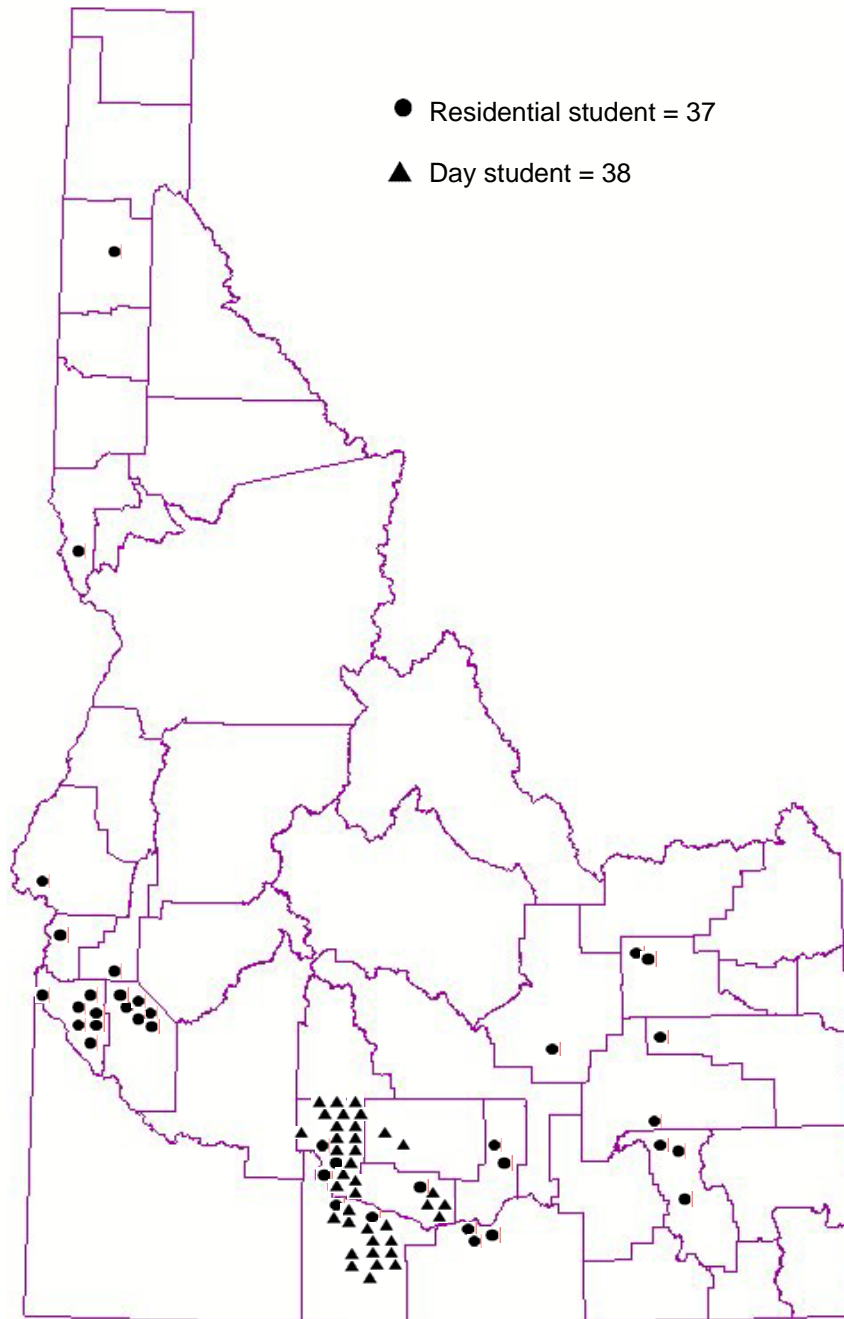 Residential student = 37
Day student = 38